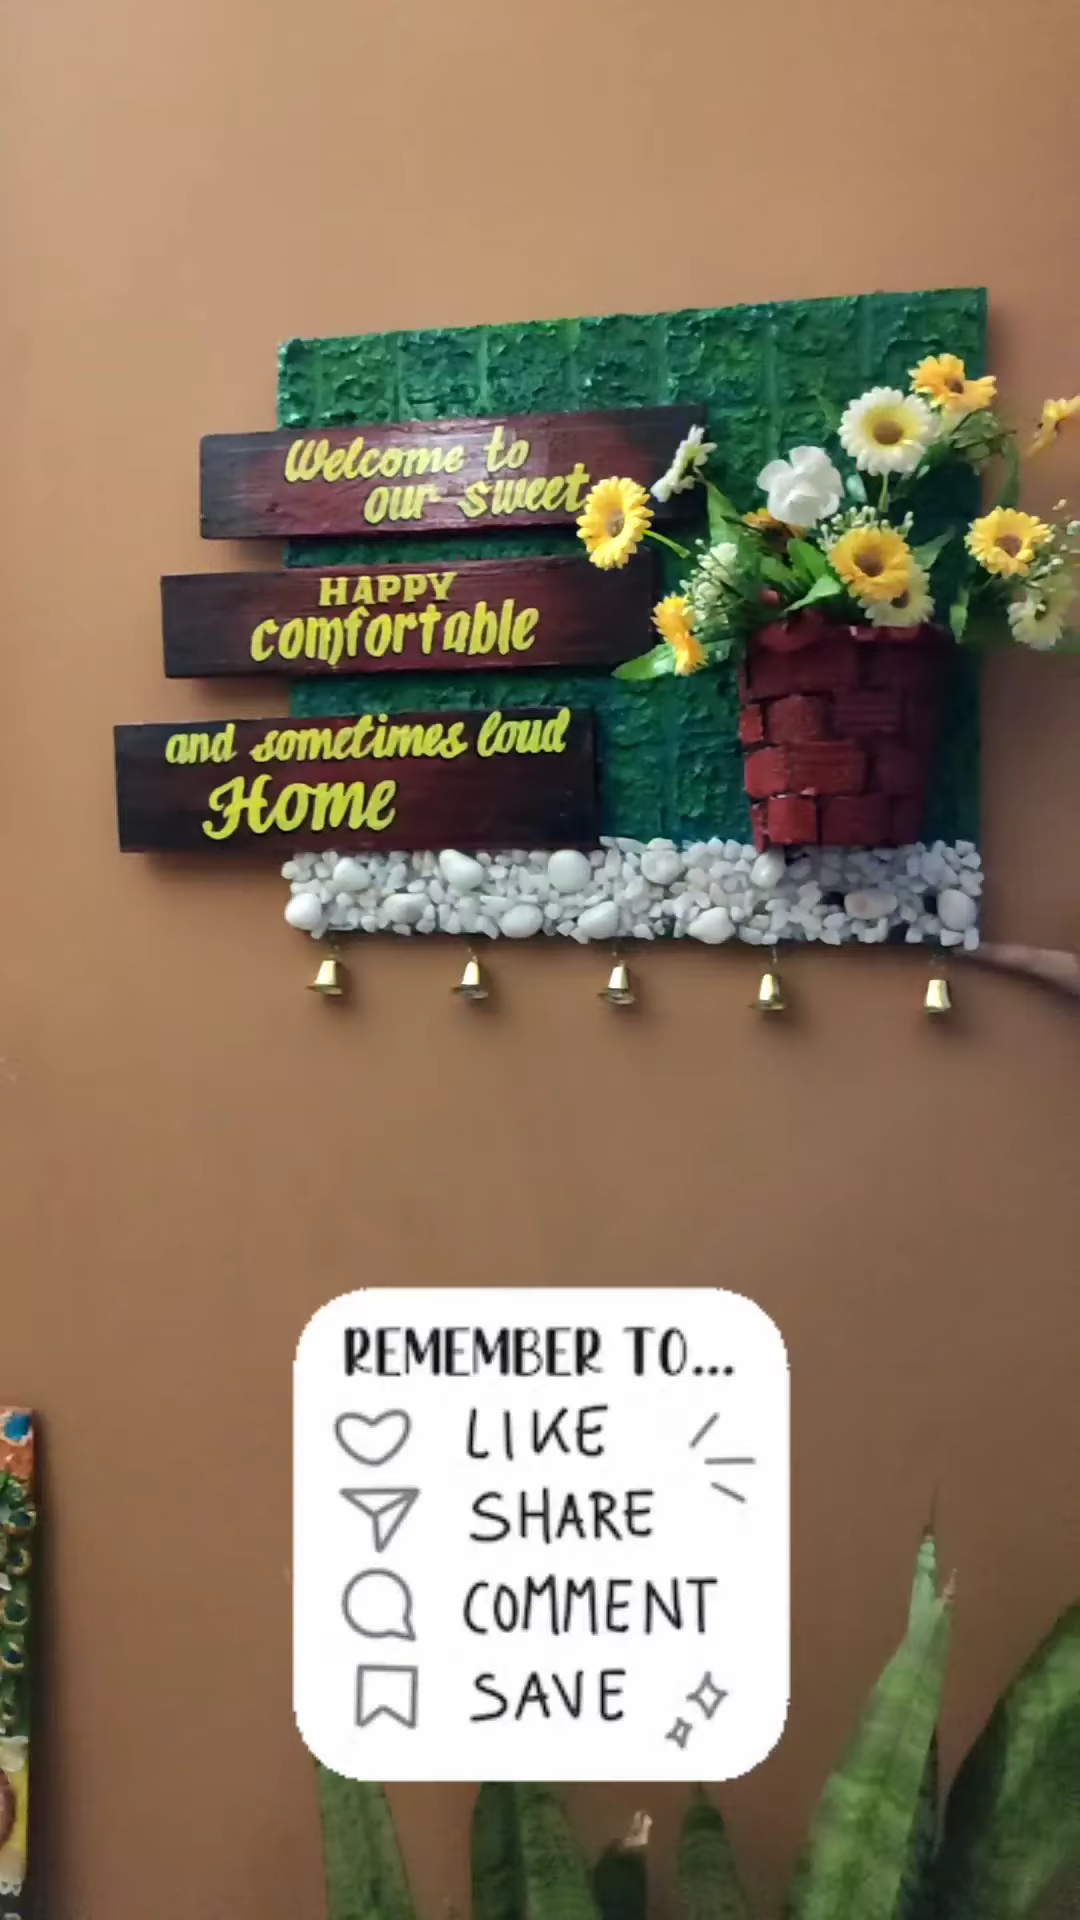 Welcome to
our sweet
HAPPY
comfortable
and sometimes loud
Home
REMEMBER TO...
LIKE
SHARE
COMMENT
SAVE